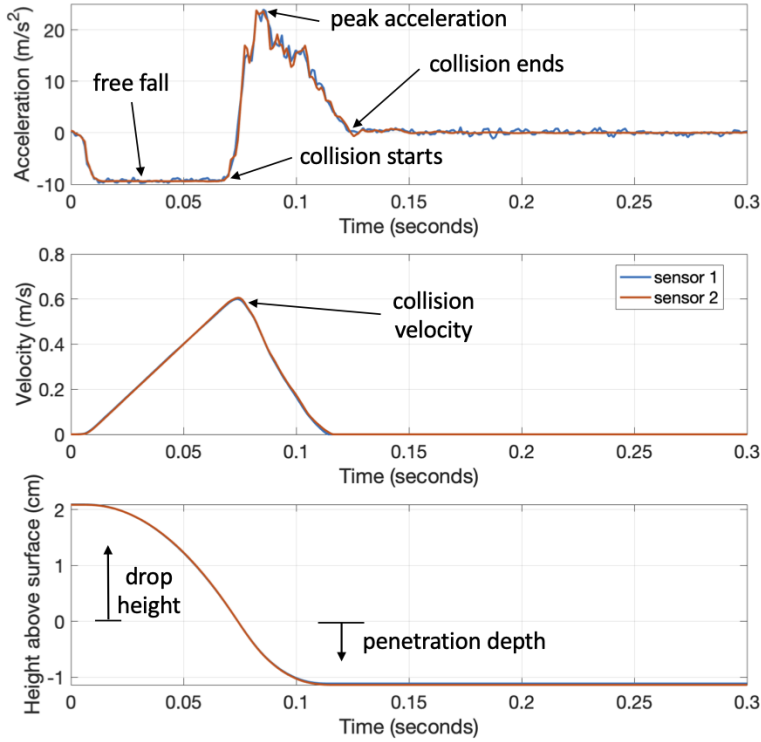 Acceleration (m/s²)
20
10
0
-10
free fall
peak acceleration
collision ends
collision starts
0
0.05
0.1
0.15
0.2
0.25
0.3
Time (seconds)
Velocity (m/s)
0.8
0.6
0.4
0.2
0
collision
velocity
sensor 1
sensor 2
0
0.05
0.1
0.15
0.2
0.25
0.3
Time (seconds)
Height above surface (cm)
2
1
0
-1
drop
height
penetration depth
0
0.05
0.1
0.15
0.2
0.25
0.3
Time (seconds)